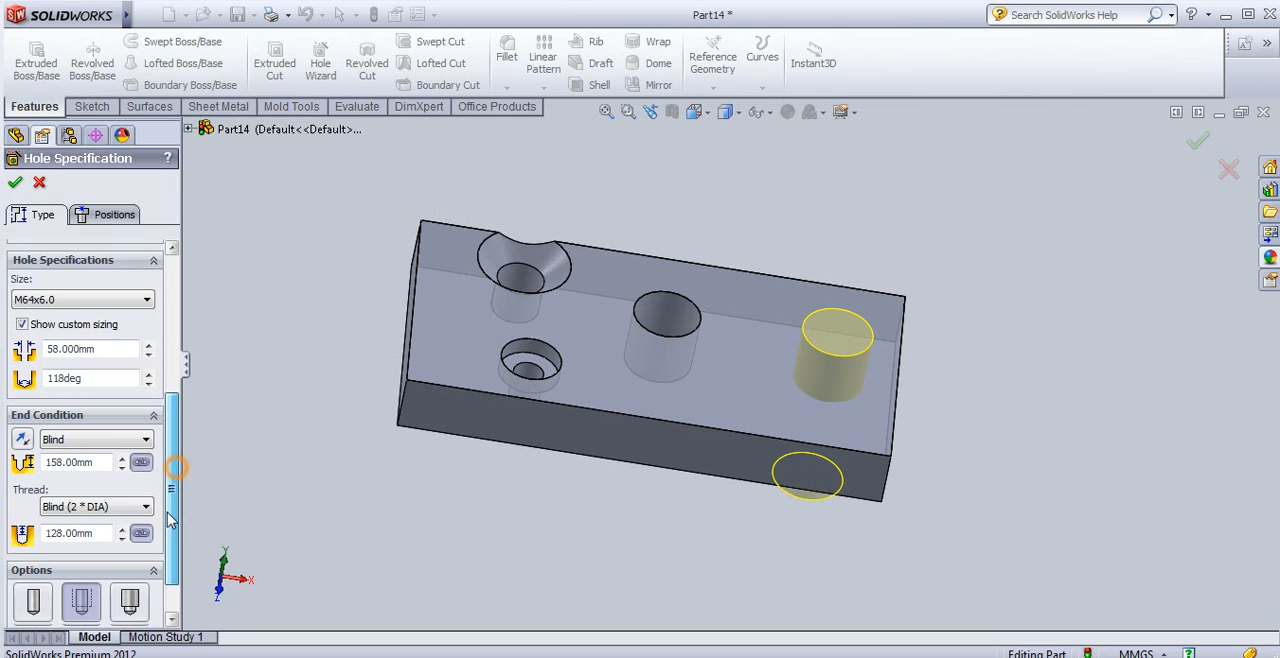 SW SOLIDWORKS
Part14 *
Search SolidWorks Help
?
Extruded Boss/Base
Revolved Boss/Base
Swept Boss/Base
Lofted Boss/Base
Boundary Boss/Base
Extruded Cut
Hole Wizard
Revolved Cut
Swept Cut
Lofted Cut
Boundary Cut
Fillet
Linear Pattern
Rib
Draft
Shell
Wrap
Dome
Mirror
Reference Geometry
Curves
Instant3D
Features
Sketch
Surfaces
Sheet Metal
Mold Tools
Evaluate
DimXpert
Office Products
Part14 (Default<<Default>...
Hole Specification
?
Type
Positions
Hole Specifications
Size:
M64x6.0
Show custom sizing
58.000mm
118deg
End Condition
Blind
158.00mm
Thread:
Blind (2 * DIA)
128.00mm
Options
Y
X
Z
Model
Motion Study 1
SolidWorks Premium 2012
Editing Part
MMGS
?